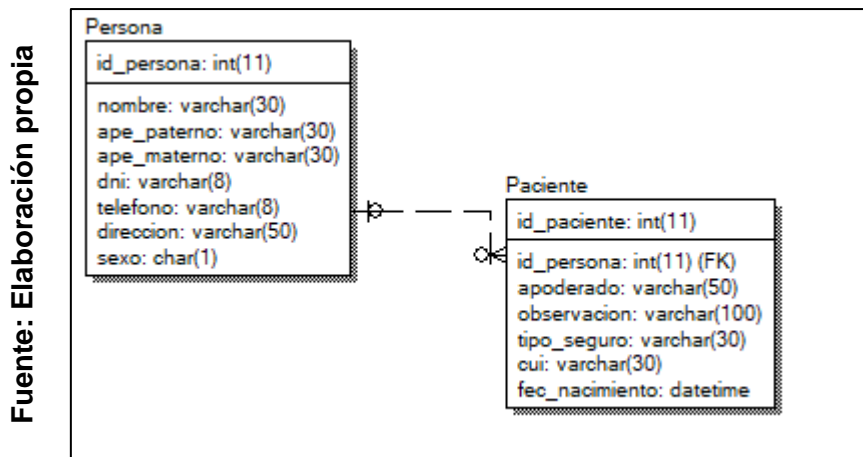 Fuente: Elaboración propia
Persona
id_persona: int(11)
nombre: varchar(30)
ape_paterno: varchar(30)
ape_materno: varchar(30)
dni: varchar(8)
telefono: varchar(8)
direccion: varchar(50)
sexo: char(1)
Paciente
id_paciente: int(11)
id_persona: int(11) (FK)
apoderado: varchar(50)
observacion: varchar(100)
tipo_seguro: varchar(30)
cui: varchar(30)
fec_nacimiento: datetime